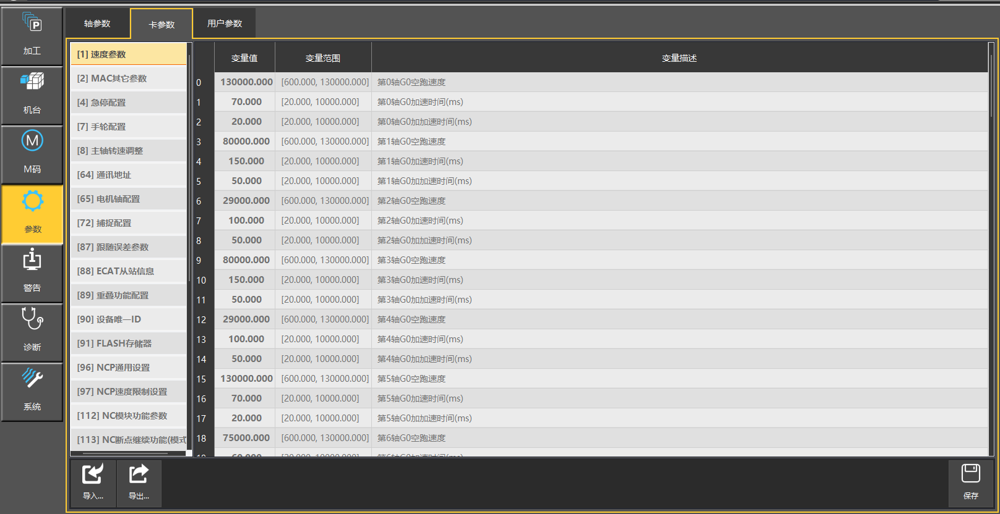 轴参数
卡参数
用户参数
加工
机台
M
M码
参数
警告
诊断
系统
[1] 速度参数
[2] MAC其它参数
[4] 急停配置
[7] 手轮配置
[8] 主轴转速调整
[64] 通讯地址
[65] 电机轴配置
[72] 捕捉配置
[87] 跟随误差参数
[88] ECAT从站信息
[89] 重叠功能配置
[90] 设备唯一ID
[91] FLASH存储器
[96] NCP通用设置
[97] NCP速度限制设置
[112] NC模块功能参数
[113] NC断点继续功能(模式
变量值 变量范围 变量描述
0 130000.000 [600.000, 130000.000] 第0轴G0空跑速度
1 70.000 [20.000, 10000.000] 第0轴G0加速时间(ms)
2 20.000 [20.000, 10000.000] 第0轴G0加加速时间(ms)
3 80000.000 [600.000, 130000.000] 第1轴G0空跑速度
4 150.000 [20.000, 10000.000] 第1轴G0加速时间(ms)
5 50.000 [20.000, 10000.000] 第1轴G0加加速时间(ms)
6 29000.000 [600.000, 130000.000] 第2轴G0空跑速度
7 100.000 [20.000, 10000.000] 第2轴G0加速时间(ms)
8 50.000 [20.000, 10000.000] 第2轴G0加加速时间(ms)
9 80000.000 [600.000, 130000.000] 第3轴G0空跑速度
10 150.000 [20.000, 10000.000] 第3轴G0加速时间(ms)
11 50.000 [20.000, 10000.000] 第3轴G0加加速时间(ms)
12 29000.000 [600.000, 130000.000] 第4轴G0空跑速度
13 100.000 [20.000, 10000.000] 第4轴G0加速时间(ms)
14 50.000 [20.000, 10000.000] 第4轴G0加加速时间(ms)
15 130000.000 [600.000, 130000.000] 第5轴G0空跑速度
16 70.000 [20.000, 10000.000] 第5轴G0加速时间(ms)
17 20.000 [20.000, 10000.000] 第5轴G0加加速时间(ms)
18 75000.000 [600.000, 130000.000] 第6轴G0空跑速度
导入...
导出...
保存